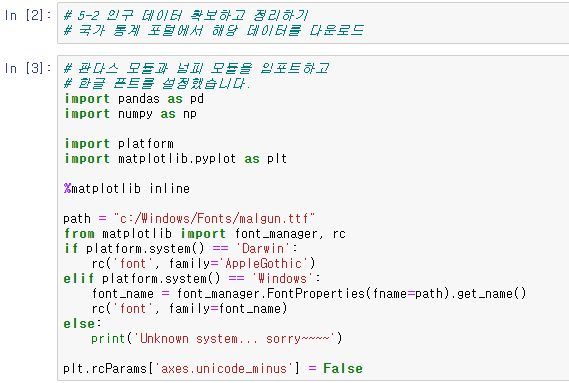 In [2]: # 5-2 인구 데이터 확보하고 정리하기
# 국가 통계 포털에서 해당 데이터를 다운로드
In [3]: # 판다스 모듈과 넘피 모듈을 임포트하고
# 한글 폰트를 설정했습니다.
import pandas as pd
import numpy as np

import platform
import matplotlib.pyplot as plt

%matplotlib inline

path = "c:/Windows/Fonts/malgun.ttf"
from matplotlib import font_manager, rc
if platform.system() == 'Darwin':
    rc('font', family='AppleGothic')
elif platform.system() == 'Windows':
    font_name = font_manager.FontProperties(fname=path).get_name()
    rc('font', family=font_name)
else:
    print('Unknown system... sorry~~~~')

plt.rcParams['axes.unicode_minus'] = False